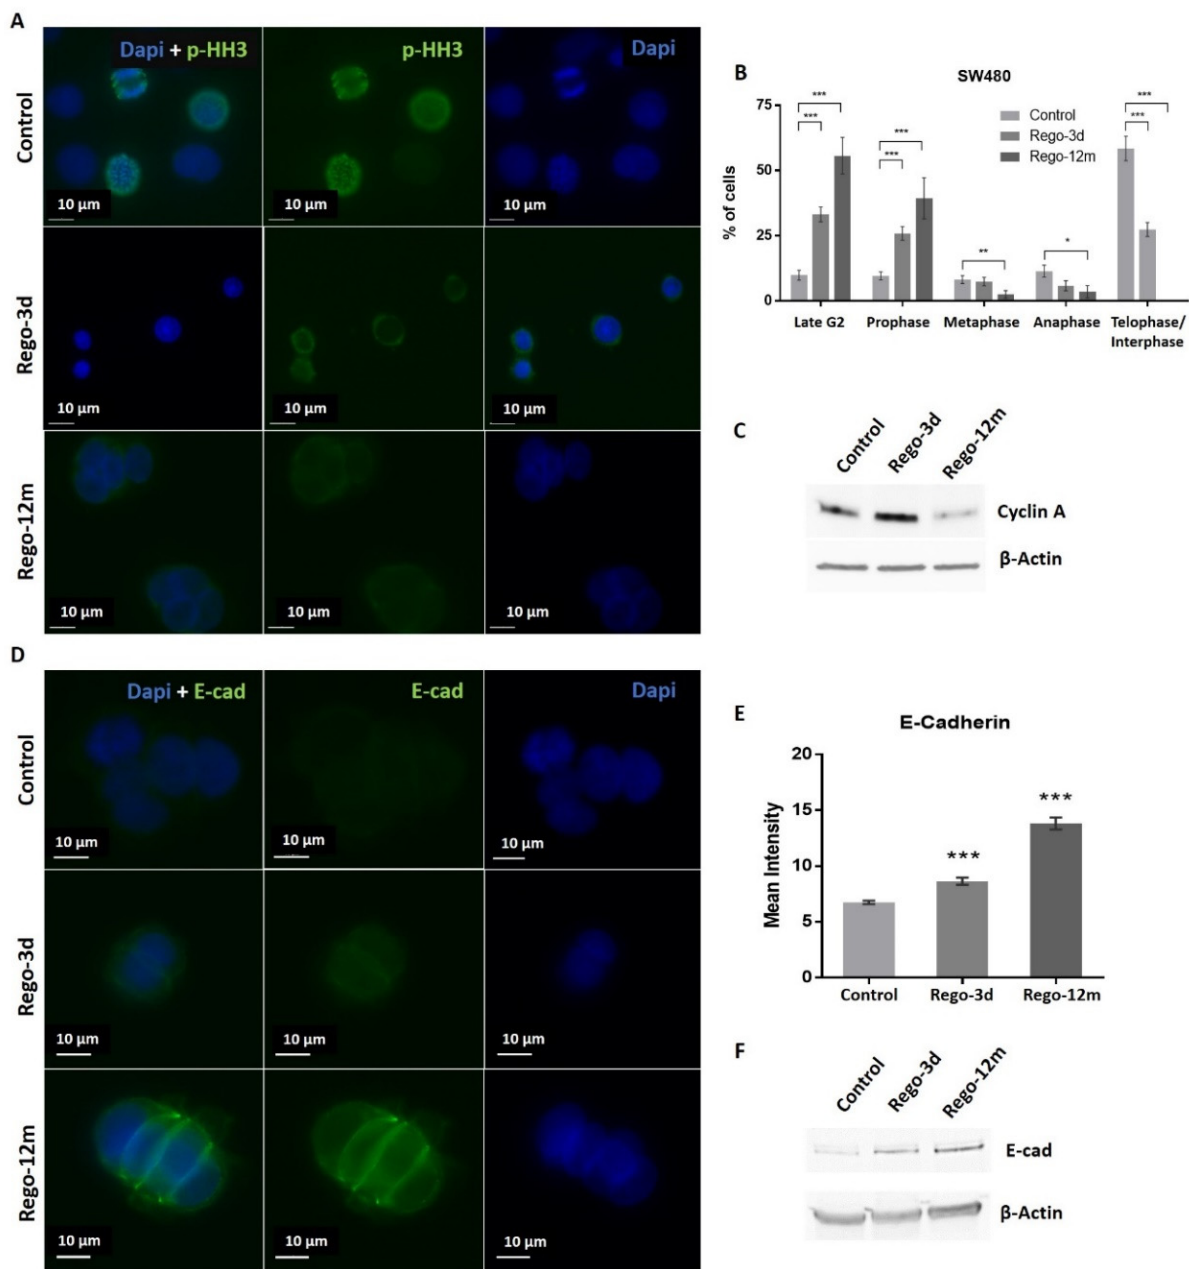 A
Dapi + p-HH3
p-HH3
Dapi
Control
10 µm
10 µm
10 µm
Rego-3d
10 µm
10 µm
10 µm
Rego-12m
10 µm
10 µm
10 µm
B
SW480
% of cells
75
50
25
0
***
***
***
***
**
*
***
***
Control
Rego-3d
Rego-12m
Late G2
Prophase
Metaphase
Anaphase
Telophase/
Interphase
C
Control
Rego-3d
Rego-12m
Cyclin A
β-Actin
D
Dapi + E-cad
E-cad
Dapi
Control
10 µm
10 µm
10 µm
Rego-3d
10 µm
10 µm
10 µm
Rego-12m
10 µm
10 µm
10 µm
E
E-Cadherin
Mean Intensity
20
15
10
5
0
***
***
Control
Rego-3d
Rego-12m
F
Control
Rego-3d
Rego-12m
E-cad
β-Actin